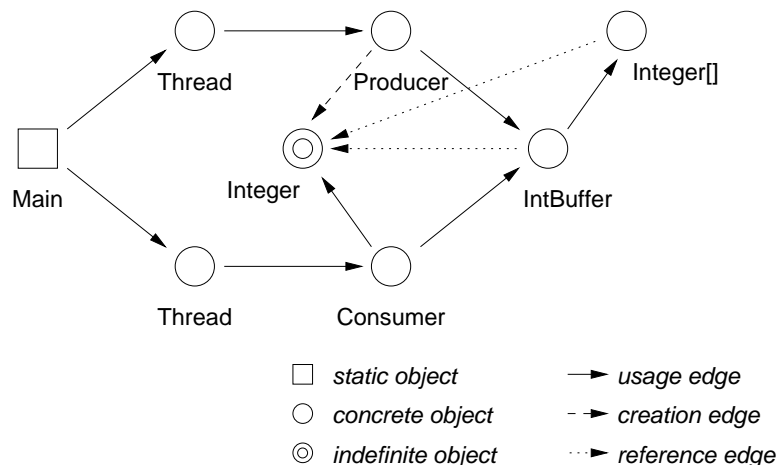 Thread
Producer
Integer[]
Main
Integer
IntBuffer
Thread
Consumer
static object
usage edge
concrete object
creation edge
indefinite object
reference edge